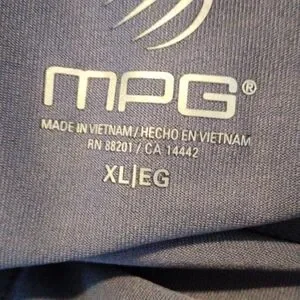 MPG®
MADE IN VIETNAM / HECHO EN VIETNAM
RN 88201 / CA 14442
XL|EG